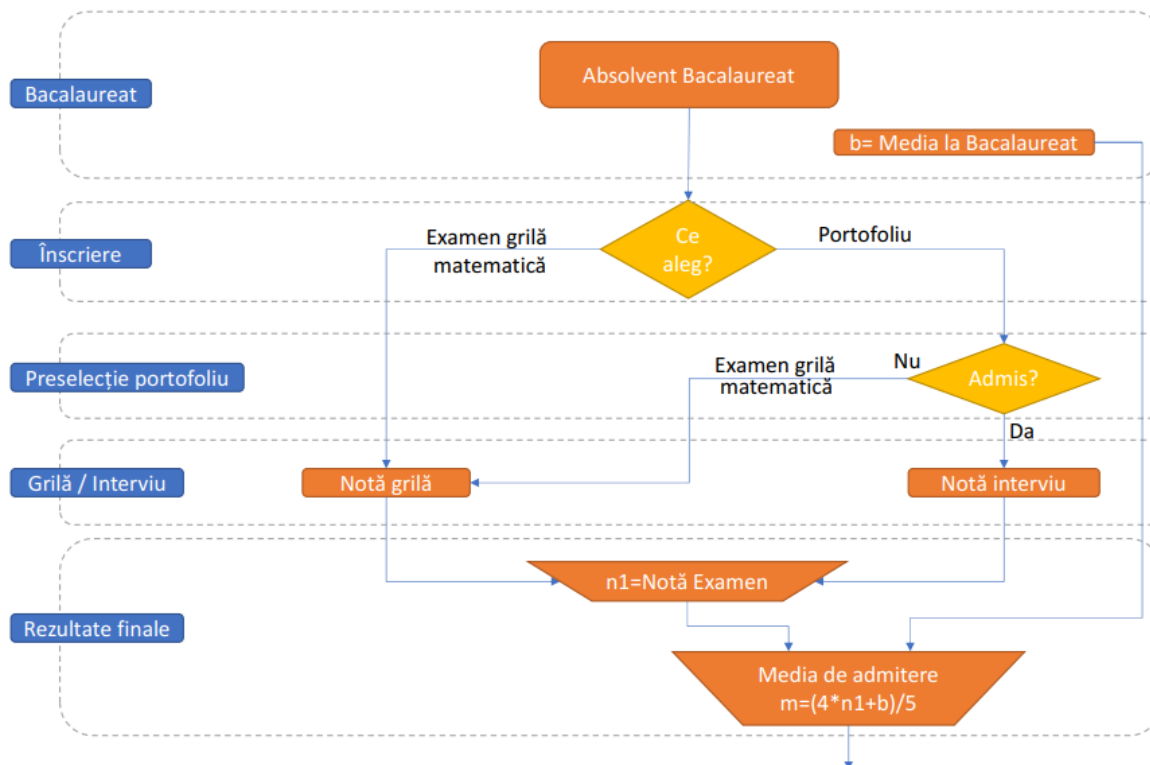 Absolvent Bacalaureat
Bacalaureat
b= Media la Bacalaureat
Înscriere
Examen grilă
matematică
Ce
aleg?
Portofoliu
Preselecție portofoliu
Examen grilă
matematică
Nu
Admis?
Da
Grilă / Interviu
Notă grilă
Notă interviu
n1=Notă Examen
Rezultate finale
Media de admitere
m=(4*n1+b)/5